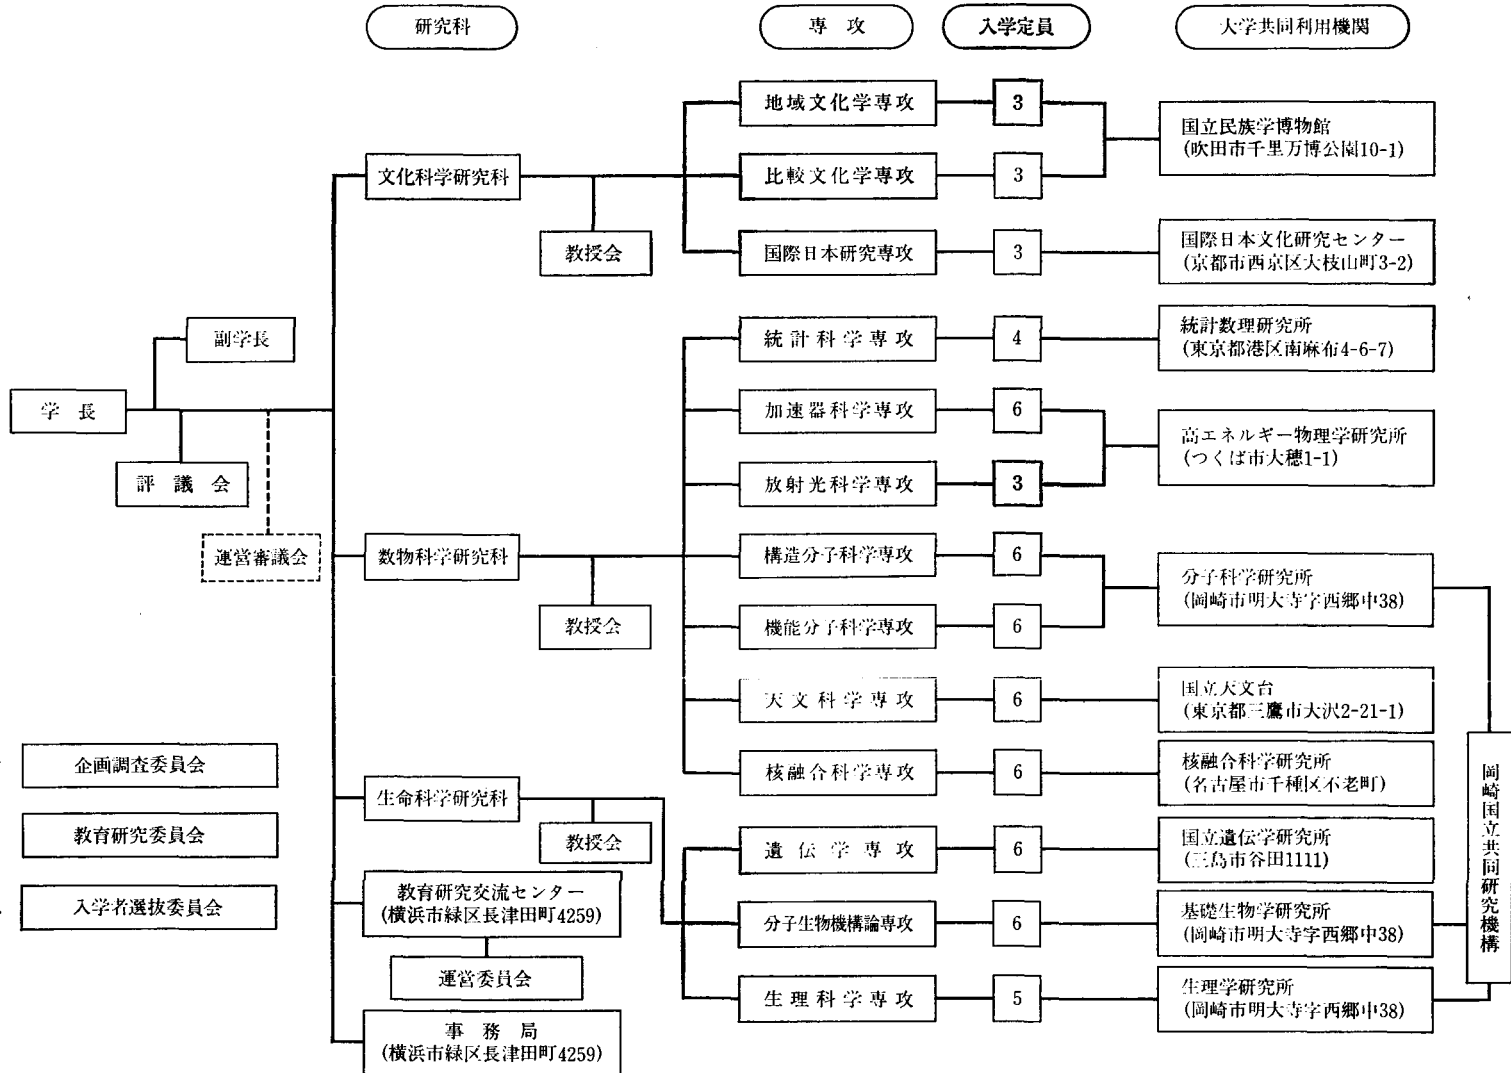 研究科
専攻
入学定員
大学共同利用機関
地域文化学専攻
3
国立民族学博物館
(吹田市千里万博公園10-1)
文化科学研究科
比較文化学専攻
3
教授会
国際日本研究専攻
3
国際日本文化研究センター
(京都市西京区大枝山町3-2)
副学長
統計科学専攻
4
統計数理研究所
(東京都港区南麻布4-6-7)
学長
加速器科学専攻
6
高エネルギー物理学研究所
(つくば市大穂1-1)
評議会
放射光科学専攻
3
運営審議会
数物科学研究科
構造分子科学専攻
6
分子科学研究所
(岡崎市明大寺字西郷中38)
教授会
機能分子科学専攻
6
天文科学専攻
6
国立天文台
(東京都三鷹市大沢2-21-1)
企画調査委員会
核融合科学専攻
6
核融合科学研究所
(名古屋市千種区不老町)
岡崎国立共同研究機構
生命科学研究科
教育研究委員会
教授会
遺伝学専攻
6
国立遺伝学研究所
(三島市谷田1111)
入学者選抜委員会
教育研究交流センター
(横浜市緑区長津田町4259)
分子生物機構論専攻
6
基礎生物学研究所
(岡崎市明大寺字西郷中38)
運営委員会
生理科学専攻
5
生理学研究所
(岡崎市明大寺字西郷中38)
事務局
(横浜市緑区長津田町4259)